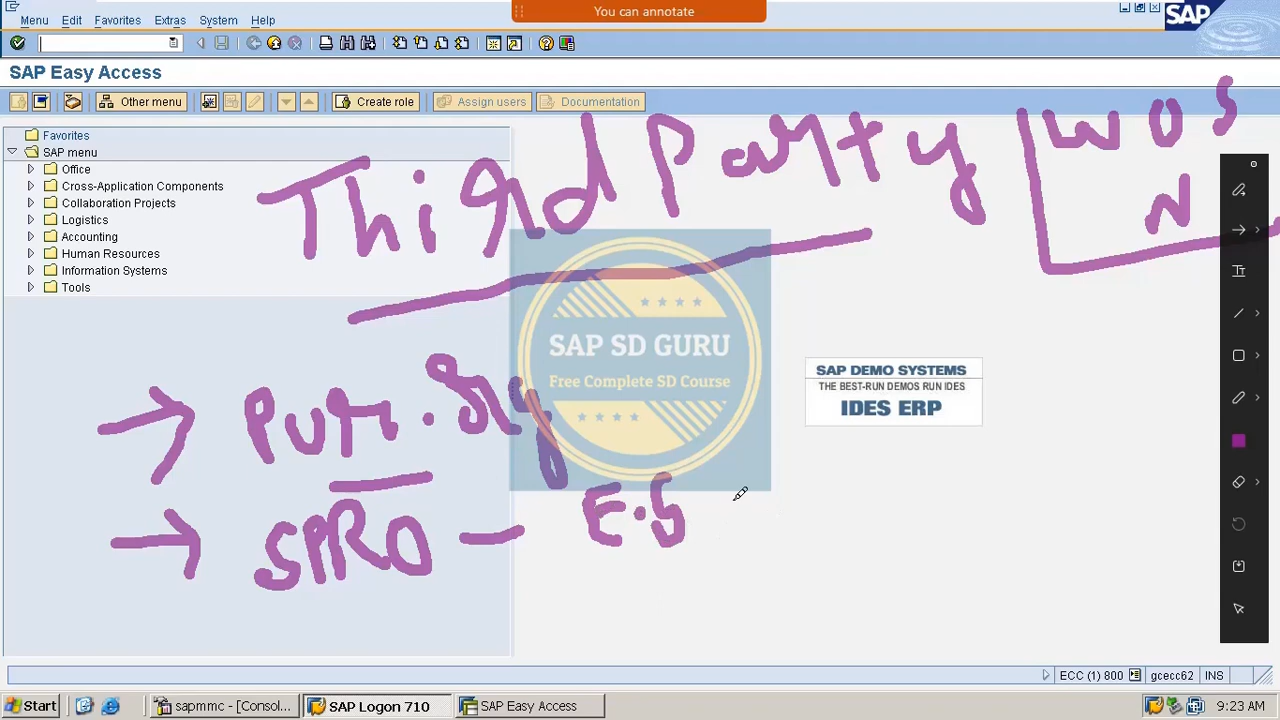 You can annotate
Menu Edit Favorites Extras System Help
SAP
SAP Easy Access
Other menu Create role Assign users Documentation
Favorites
SAP menu
Office
Cross-Application Components
Collaboration Projects
Logistics
Accounting
Human Resources
Information Systems
Tools
Third Party WOS
N
SAP SD GURU
Free Complete SD Course
SAP DEMO SYSTEMS
THE BEST-RUN DEMOS RUN IDES
IDES ERP
→ SPRO - E.S
ECC (1) 800 gcecc62 INS
Start sapmmc - [Consol... SAP Logon 710 SAP Easy Access 9:23 AM